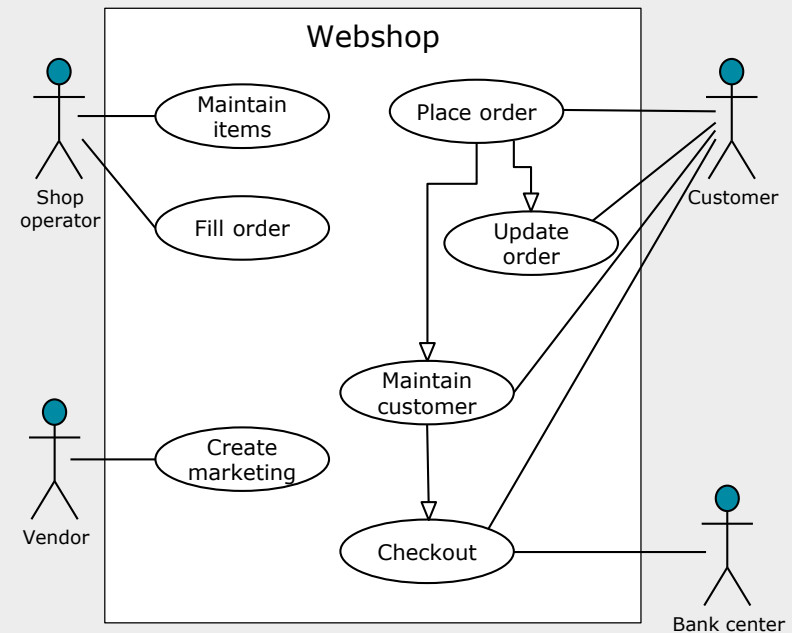 Webshop
Maintain
items
Place order
Shop
operator
Customer
Fill order
Update
order
Maintain
customer
Create
marketing
Vendor
Checkout
Bank center